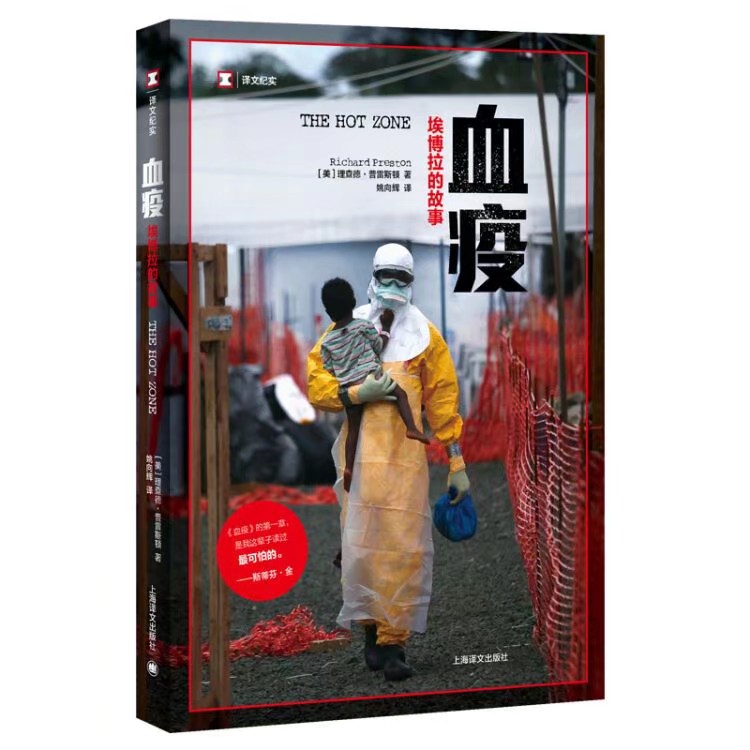 译文纪实
THE HOT ZONE
Richard Preston
[美]理查德·普雷斯顿 著
姚向辉 译
血疫
埃博拉的故事
《血疫》的第一章,
是我这辈子读过
最可怕的。
——斯蒂芬·金
上海译文出版社
译文纪实
血疫
埃博拉的故事
THE HOT ZONE
[美]理查德·普雷斯顿 著
姚向辉 译
上海译文出版社